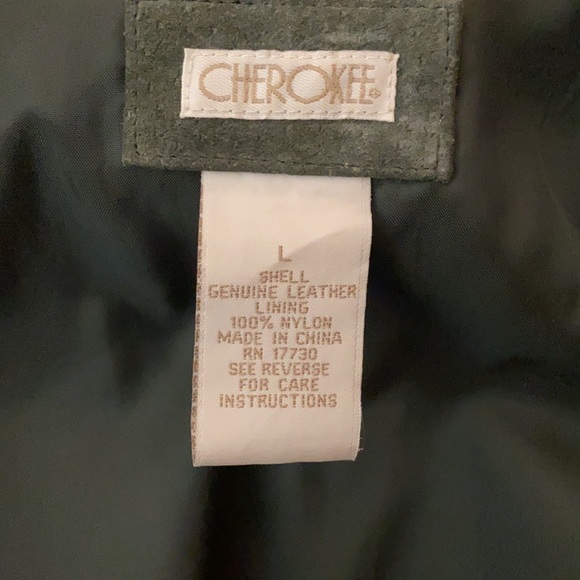 CHEROKEE®
L
SHELL
GENUINE LEATHER
LINING
100% NYLON
MADE IN CHINA
RN 17730
SEE REVERSE
FOR CARE
INSTRUCTIONS